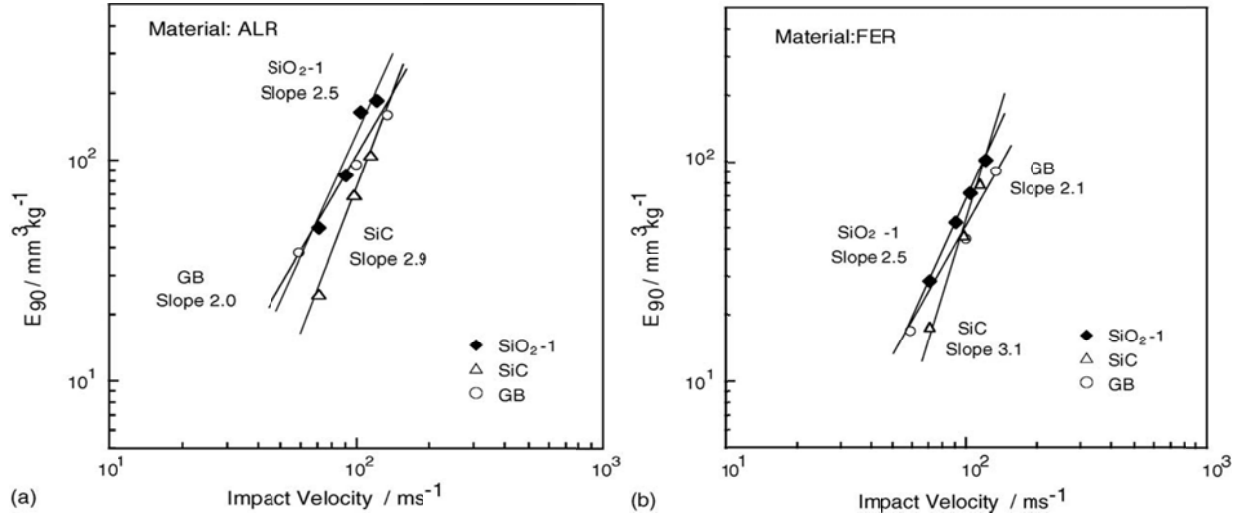 Material: ALR
SiO₂-1
Slope 2.5
SiC
Slope 2.9
GB
Slope 2.0
◆ SiO₂-1
△ SiC
○ GB
10²
10¹
E₉₀ / mm³kg⁻¹
10¹ 10² 10³
(a) Impact Velocity / ms⁻¹
Material:FER
GB
Slope 2.1
SiO₂ -1
Slope 2.5
SiC
Slope 3.1
◆ SiO₂-1
△ SiC
○ GB
10²
10¹
E₉₀ / mm³kg⁻¹
10¹ 10² 10³
(b) Impact Velocity / ms⁻¹